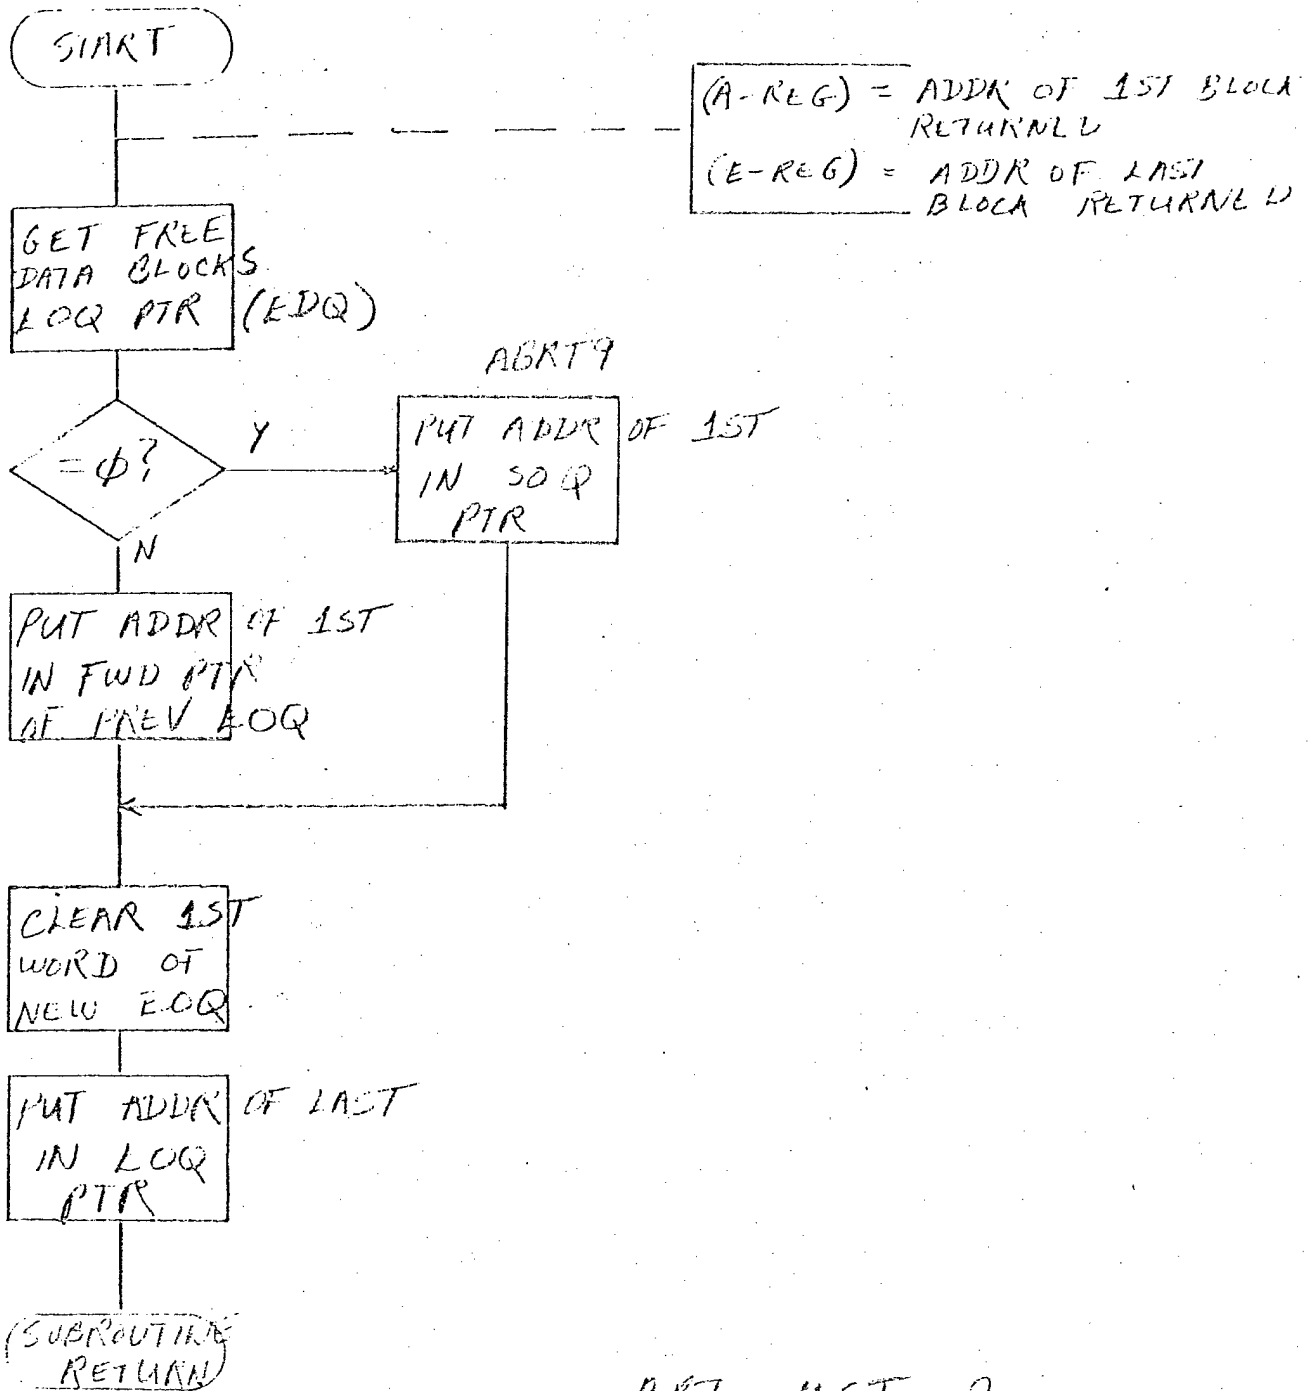 START
(A-REG) = ADDR OF 1ST BLOCK
RETURNED
(E-REG) = ADDR OF LAST
BLOCK RETURNED
GET FREE
DATA BLOCKS
EOQ PTR (EDQ)
= φ?
Y
N
ABRT9
PUT ADDR OF 1ST
IN SOQ
PTR
PUT ADDR OF 1ST
IN FWD PTR
OF PREV EOQ
CLEAR 1ST
WORD OF
NEW EOQ
PUT ADDR OF LAST
IN EOQ
PTR
SUBROUTINE
RETURN